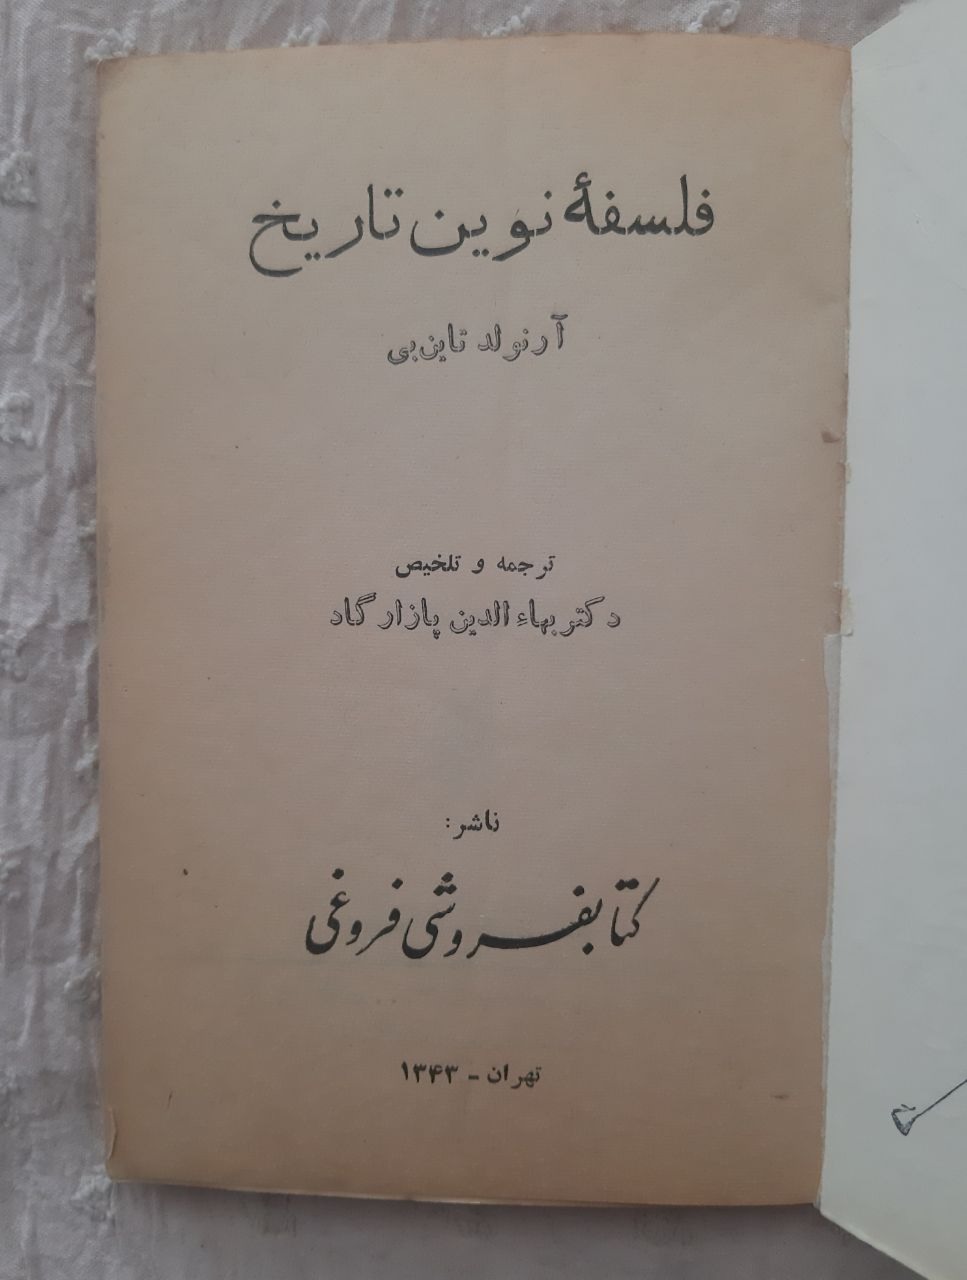 فلسفهٔ نوین تاریخ
آرنولد تاین‌بی
ترجمه و تلخیص
دکتر بهاءالدین پازارگاد
ناشر:
کتابفروشی فروغی
تهران - ۱۳۴۳